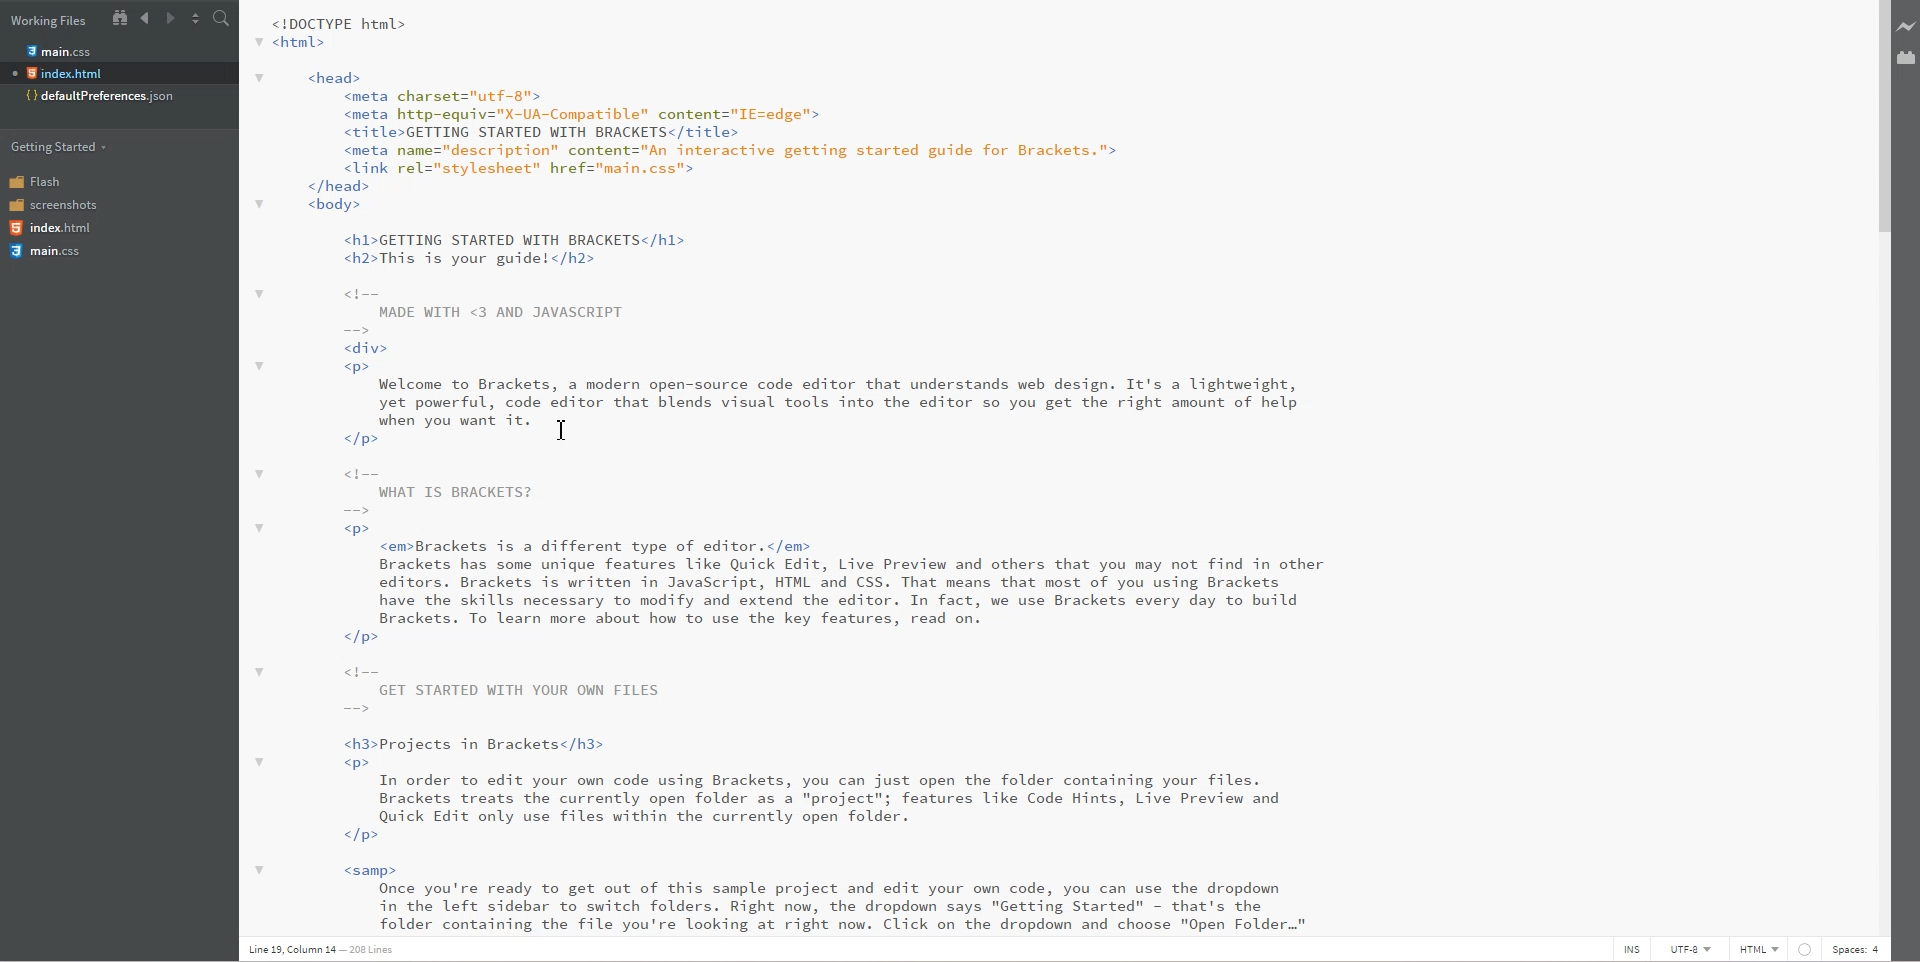 Working Files
main.css
index.html
defaultPreferences.json
Getting Started
Flash
screenshots
index.html
main.css
<!DOCTYPE html>
<html>
<head>
<meta charset="utf-8">
<meta http-equiv="X-UA-Compatible" content="IE=edge">
<title>GETTING STARTED WITH BRACKETS</title>
<meta name="description" content="An interactive getting started guide for Brackets.">
<link rel="stylesheet" href="main.css">
</head>
<body>
<h1>GETTING STARTED WITH BRACKETS</h1>
<h2>This is your guide!</h2>
<!--
MADE WITH <3 AND JAVASCRIPT
-->
<div>
<p>
Welcome to Brackets, a modern open-source code editor that understands web design. It's a lightweight,
yet powerful, code editor that blends visual tools into the editor so you get the right amount of help
when you want it.
</p>
<!--
WHAT IS BRACKETS?
-->
<p>
<em>Brackets is a different type of editor.</em>
Brackets has some unique features like Quick Edit, Live Preview and others that you may not find in other
editors. Brackets is written in JavaScript, HTML and CSS. That means that most of you using Brackets
have the skills necessary to modify and extend the editor. In fact, we use Brackets every day to build
Brackets. To learn more about how to use the key features, read on.
</p>
<!--
GET STARTED WITH YOUR OWN FILES
-->
<h3>Projects in Brackets</h3>
<p>
In order to edit your own code using Brackets, you can just open the folder containing your files.
Brackets treats the currently open folder as a "project"; features like Code Hints, Live Preview and
Quick Edit only use files within the currently open folder.
</p>
<samp>
Once you're ready to get out of this sample project and edit your own code, you can use the dropdown
in the left sidebar to switch folders. Right now, the dropdown says "Getting Started" - that's the
folder containing the file you're looking at right now. Click on the dropdown and choose "Open Folder…"
Line 19, Column 14 — 208 Lines
INS
UTF-8
HTML
Spaces: 4